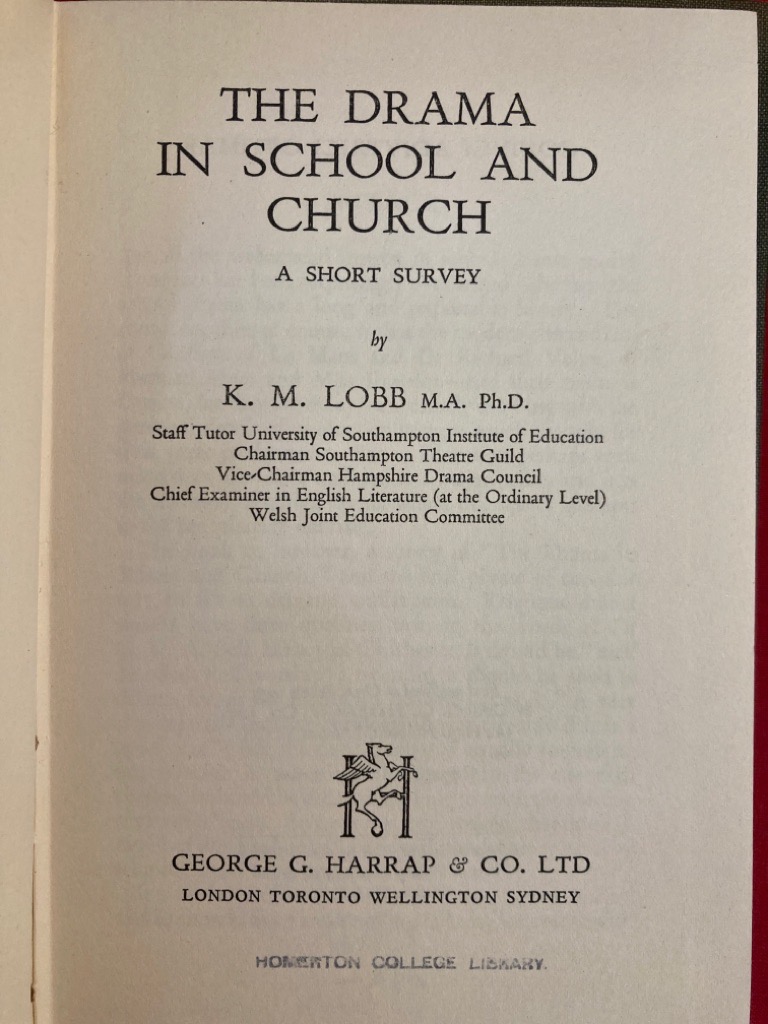 THE DRAMA
IN SCHOOL AND
CHURCH
A SHORT SURVEY
by
K. M. LOBB M.A. Ph.D.
Staff Tutor University of Southampton Institute of Education
Chairman Southampton Theatre Guild
Vice-Chairman Hampshire Drama Council
Chief Examiner in English Literature (at the Ordinary Level)
Welsh Joint Education Committee
H
GEORGE G. HARRAP & CO. LTD
LONDON TORONTO WELLINGTON SYDNEY
HOMERTON COLLEGE LIBRARY.